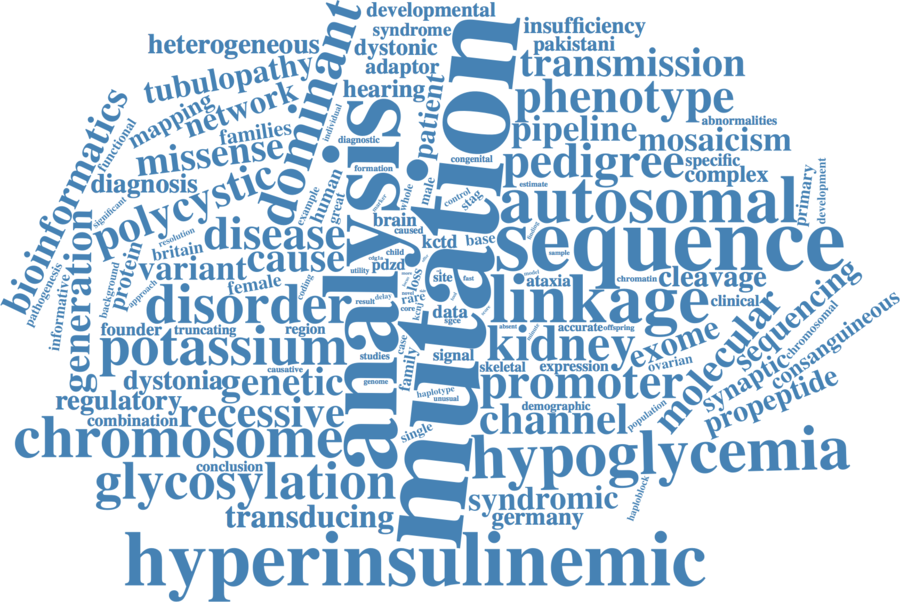 developmental
insufficiency
syndrome
heterogeneous
dystonic
pakistani
dominant
adaptor
transmission
tubulopathy
hearing
mutation
patient
phenotype
network
mapping
abnormalities
bioinformatics
functional
families
individual
diagnostic
pipeline
mosaicism
missense
analysis
congenital
pedigree
specific
complex
formation
diagnosis
human
male
whole
control
stag
estimate
autosomal
primary
development
polycystic
example
great
marker
significant
brain
caused
disease
resolution
britain
kctd
base
finding
sequence
sample
cause
child
variant
pdzd
utility
loss
site
fast
model
ataxia
chromatin
cleavage
pathogenesis
informative
generation
background
protein
approach
female
coding
disorder
result
delay
rare
core
kcnj
data
sgce
linkage
clinical
founder
truncating
region
absent
minute
accurate
offspring
molecular
sequencing
chromosomal
consanguineous
potassium
studies
case
signal
kidney
exome
synaptic
causative
family
skeletal
expression
ovarian
dystonia
genetic
genome
haplotype
unusual
promoter
propeptide
regulatory
combination
recessive
demographic
population
channel
single
chromosome
conclusion
hypoglycemia
glycosylation
syndromic
haploblock
transducing
germany
hyperinsulinemic